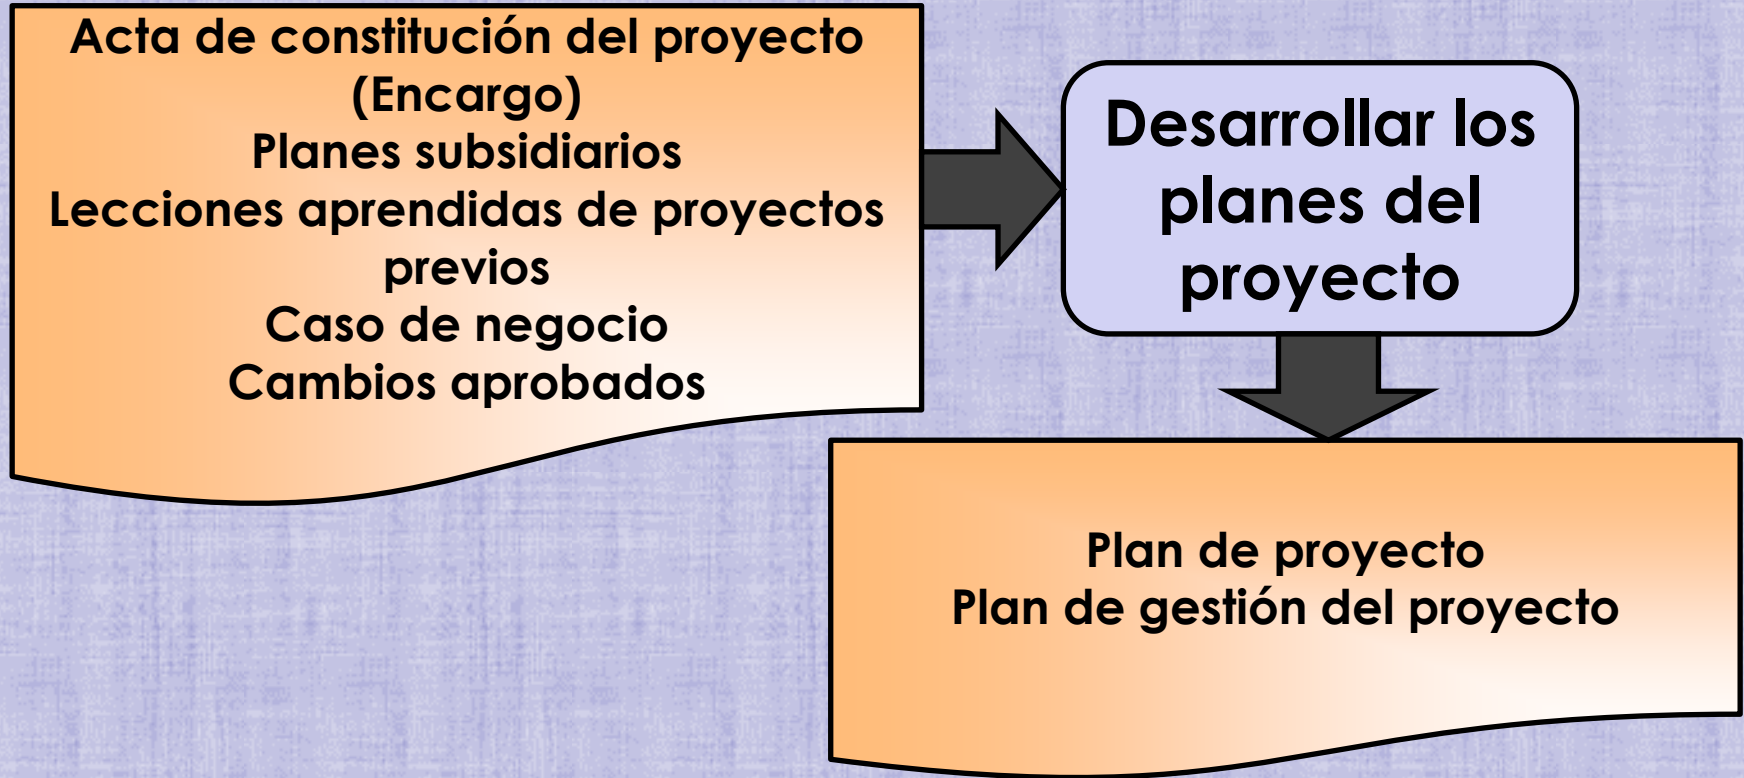 Acta de constitución del proyecto
(Encargo)
Planes subsidiarios
Lecciones aprendidas de proyectos
previos
Caso de negocio
Cambios aprobados
Desarrollar los
planes del
proyecto
Plan de proyecto
Plan de gestión del proyecto